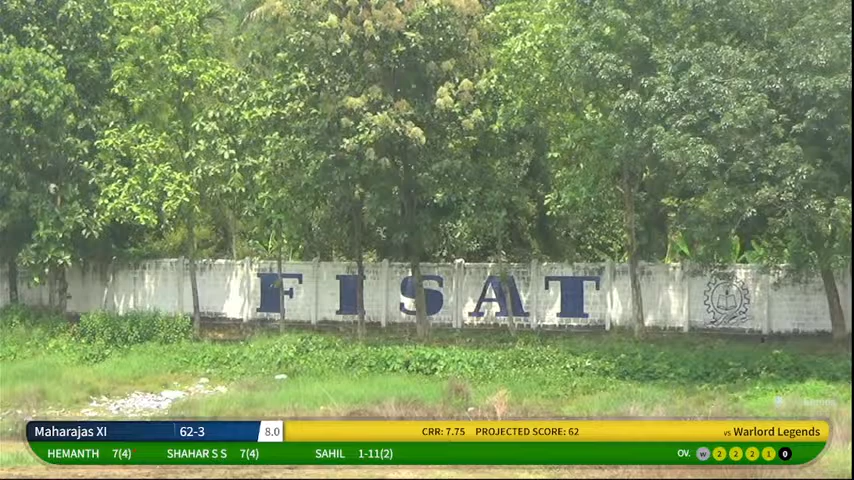 FISAT
Maharajas XI 62-3 8.0 CRR: 7.75 PROJECTED SCORE: 62 vs Warlord Legends
HEMANTH 7(4) SHAHAR S S 7(4) SAHIL 1-11(2) OV. W 2 2 2 1 0